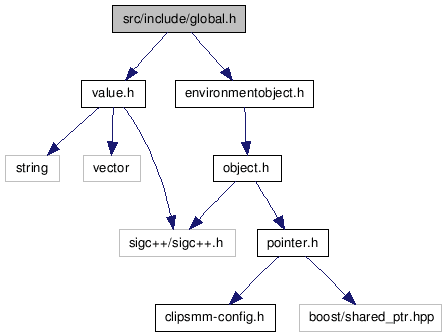 src/include/global.h
value.h
environmentobject.h
string
vector
object.h
sigc++/sigc++.h
pointer.h
clipsmm-config.h
boost/shared_ptr.hpp